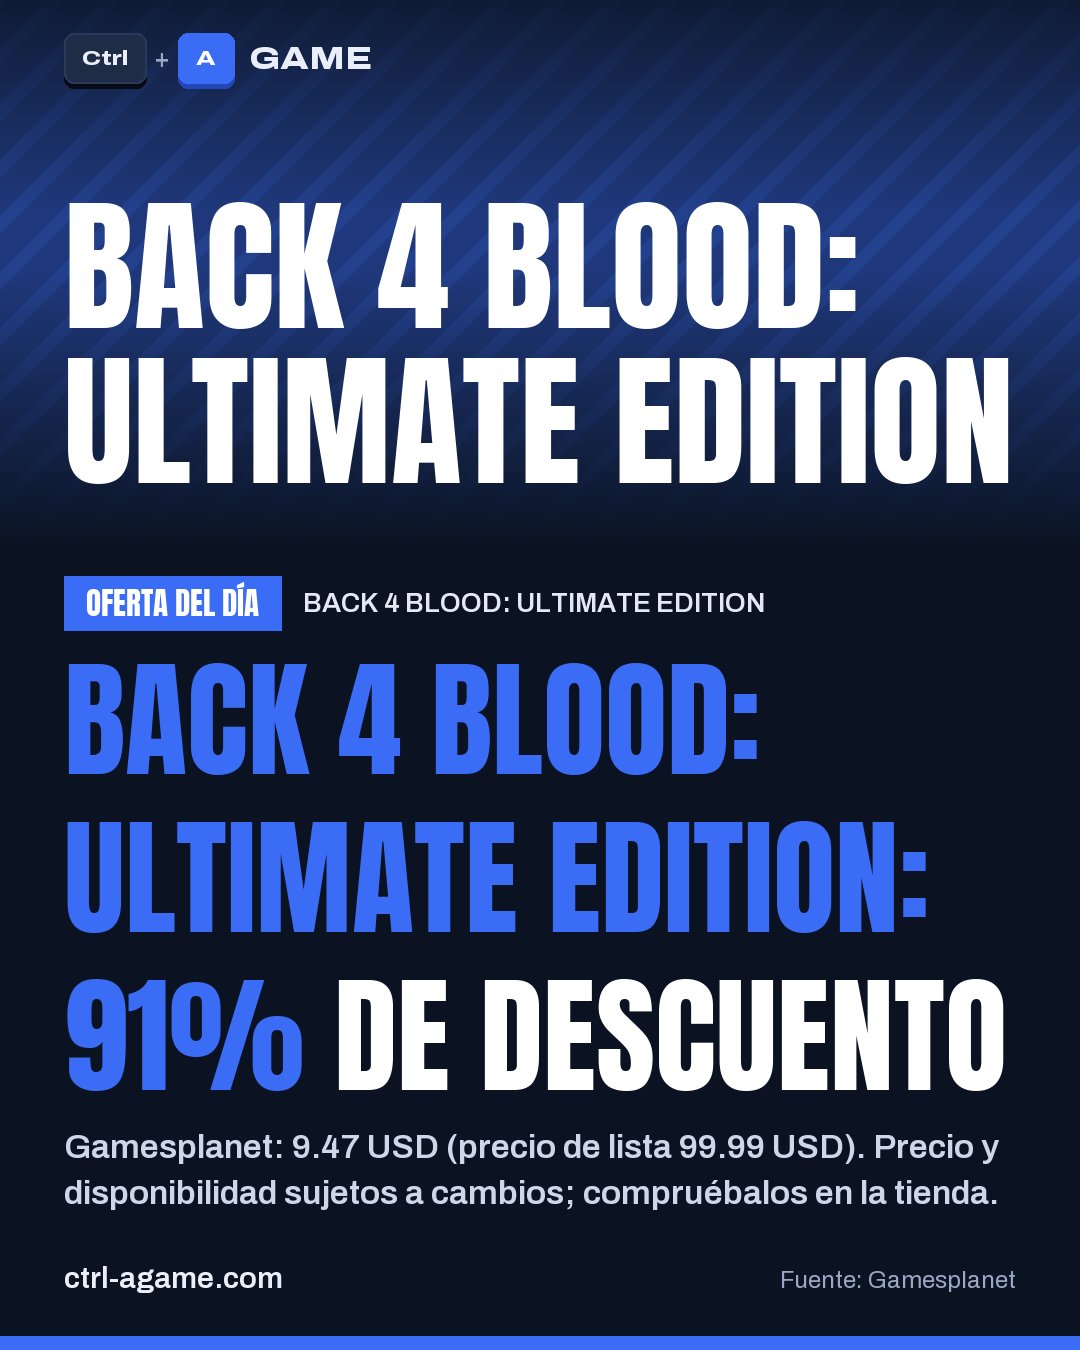 Ctrl + A GAME
BACK 4 BLOOD:
ULTIMATE EDITION
OFERTA DEL DÍA BACK 4 BLOOD: ULTIMATE EDITION
BACK 4 BLOOD:
ULTIMATE EDITION:
91% DE DESCUENTO
Gamesplanet: 9.47 USD (precio de lista 99.99 USD). Precio y
disponibilidad sujetos a cambios; compruébalos en la tienda.
ctrl-agame.com Fuente: Gamesplanet